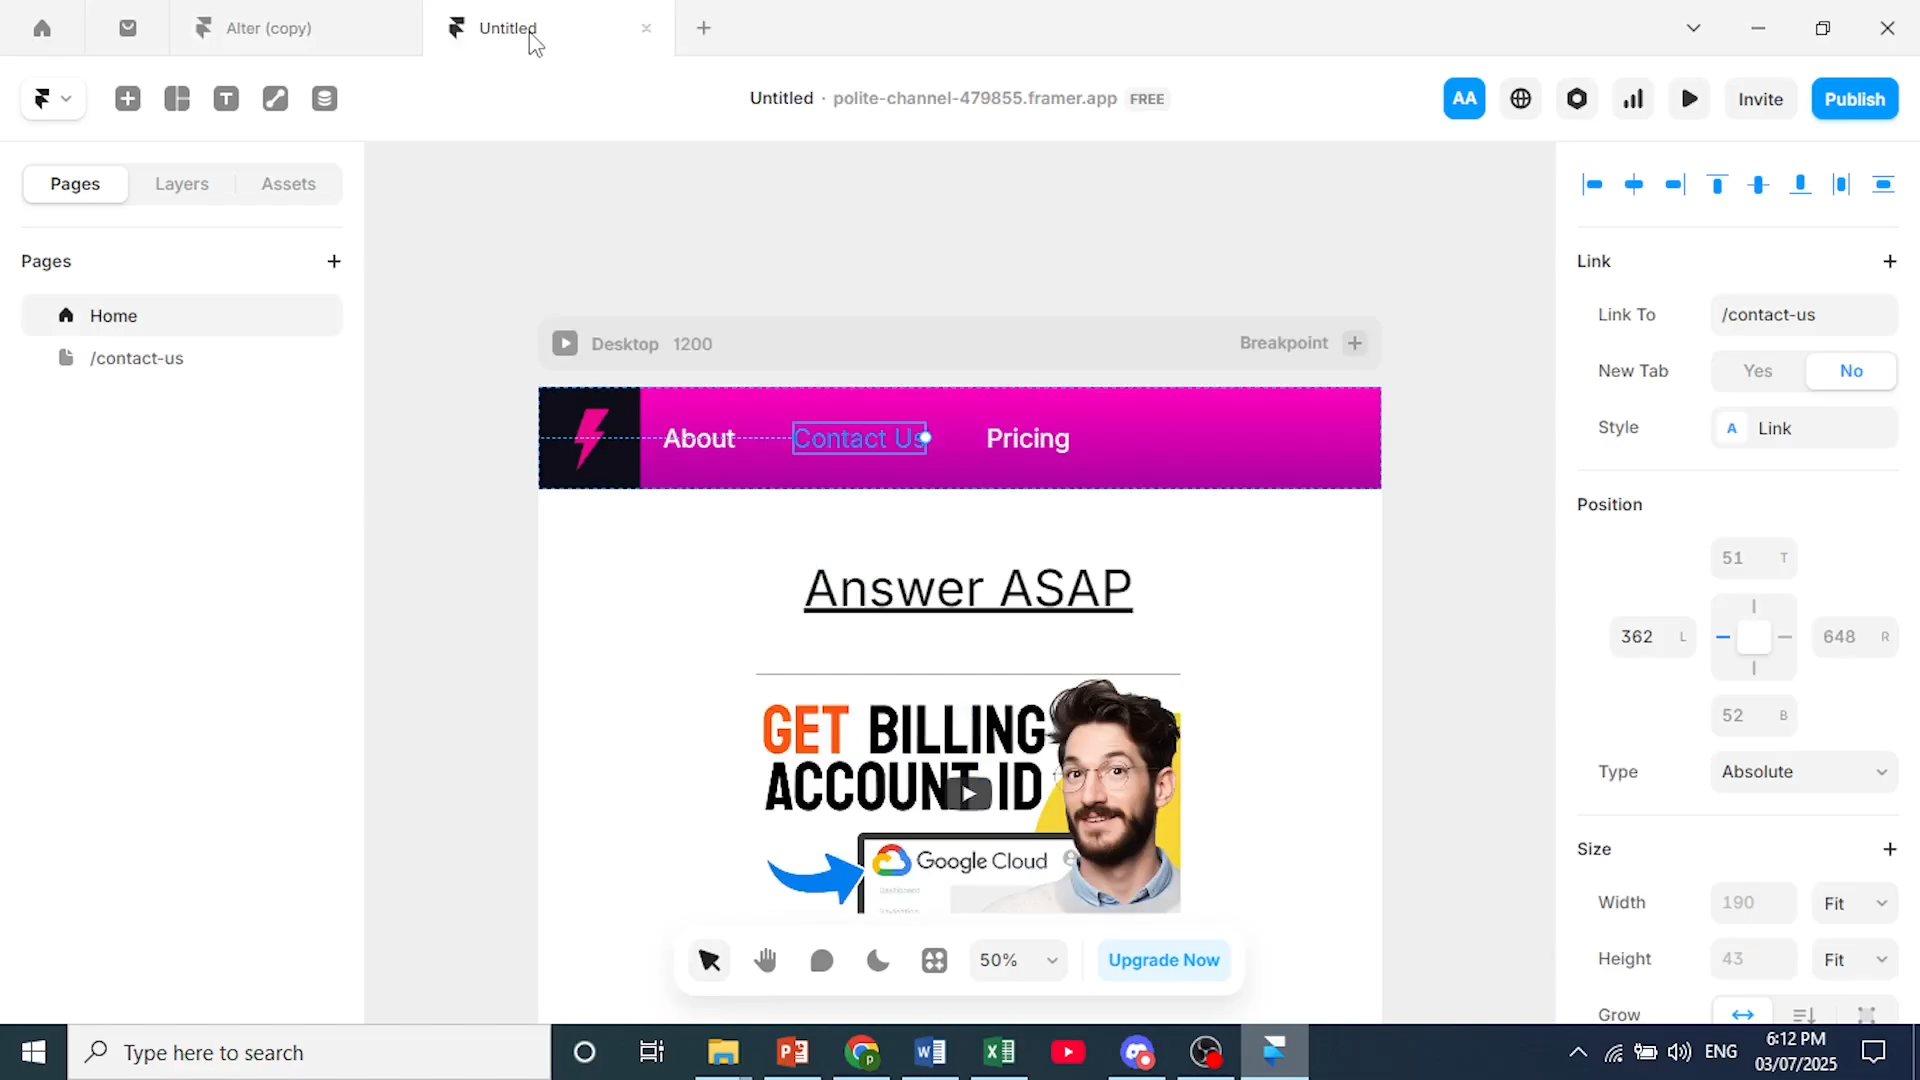 Alter (copy)
Untitled
Untitled · polite-channel-479855.framer.app FREE
AA
Invite
Publish
Pages
Layers
Assets
Pages
Home
/contact-us
Desktop 1200
Breakpoint
About
Contact Us
Pricing
Answer ASAP
GET BILLING
ACCOUNT ID
Google Cloud
50%
Upgrade Now
Link
Link To
/contact-us
New Tab
Yes
No
Style
A
Link
Position
51 T
362 L
648 R
52 B
Type
Absolute
Size
Width
190
Fit
Height
43
Fit
Grow
Type here to search
ENG
6:12 PM
03/07/2025